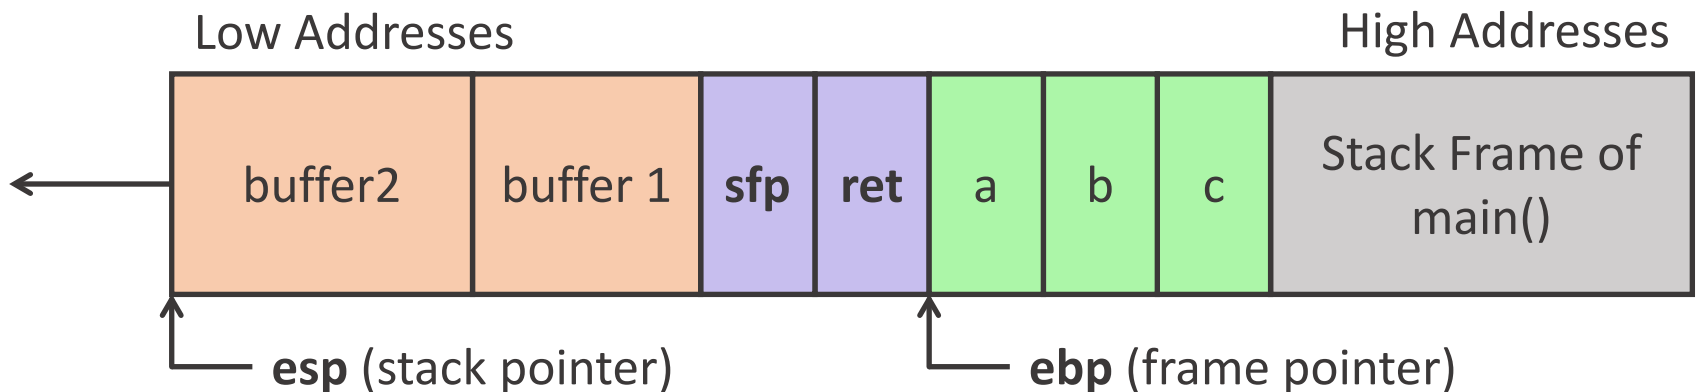 Low Addresses
High Addresses
buffer2
buffer 1
sfp
ret
a
b
c
Stack Frame of
main()
esp (stack pointer)
ebp (frame pointer)